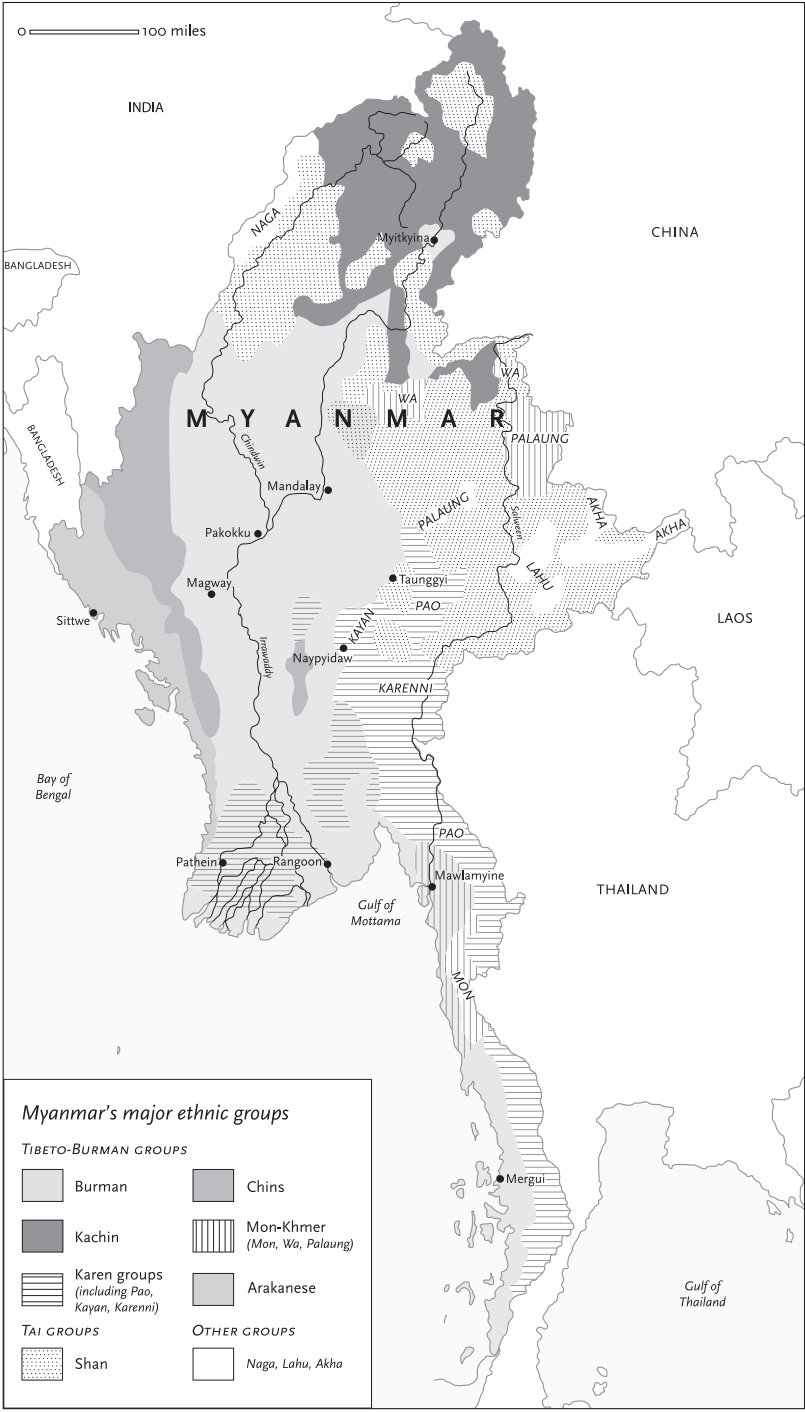 0 100 miles
INDIA
CHINA
NAGA
Myitkyina
BANGLADESH
BANGLADESH
WA
WA
MYANMAR
PALAUNG
Chindwin
Mandalay
PALAUNG
Salween
AKHA
AKHA
Pakokku
LAHU
Magway
Taunggyi
PAO
Sittwe
KAYAN
LAOS
Irrawaddy
Naypyidaw
KARENNI
Bay of
Bengal
PAO
Pathein
Rangoon
Mawlamyine
THAILAND
Gulf of
Mottama
MON
Mergui
Gulf of
Thailand
Myanmar’s major ethnic groups
TIBETO-BURMAN GROUPS
Burman
Chins
Kachin
Mon-Khmer
(Mon, Wa, Palaung)
Karen groups
(including Pao,
Kayan, Karenni)
Arakanese
TAI GROUPS
OTHER GROUPS
Shan
Naga, Lahu, Akha